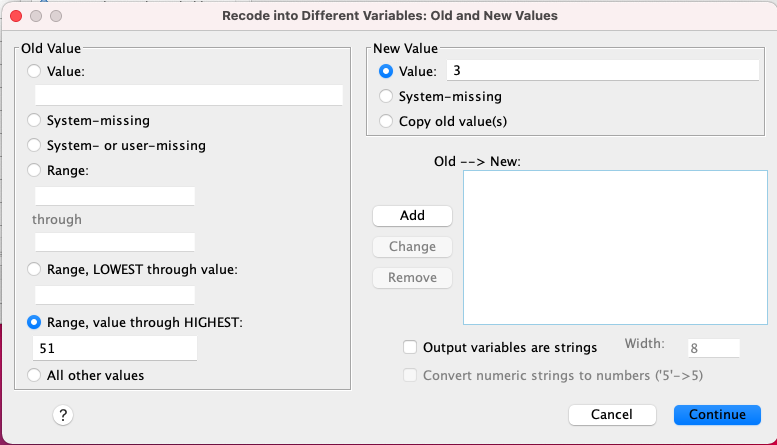 Recode into Different Variables: Old and New Values
Old Value
Value:
System-missing
System- or user-missing
Range:
through
Range, LOWEST through value:
Range, value through HIGHEST:
51
All other values
New Value
Value: 3
System-missing
Copy old value(s)
Old --> New:
Add
Change
Remove
Output variables are strings Width: 8
Convert numeric strings to numbers ('5'->5)
? Cancel Continue